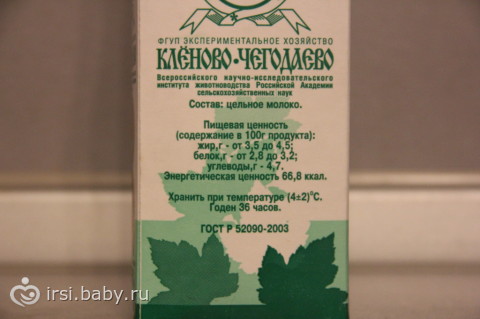 ФГУП ЭКСПЕРИМЕНТАЛЬНОЕ ХОЗЯЙСТВО
КЛЁНОВО·ЧЕГОДАЕВО
Всероссийского научно-исследовательского
института животноводства Российской Академии
сельскохозяйственных наук
Состав: цельное молоко.
Пищевая ценность
(содержание в 100г продукта):
жир,г - от 3,5 до 4,5;
белок,г - от 2,8 до 3,2;
углеводы,г - 4,7.
Энергетическая ценность 66,8 ккал.
Хранить при температуре (4±2)°С.
Годен 36 часов.
ГОСТ Р 52090-2003
irsi.baby.ru